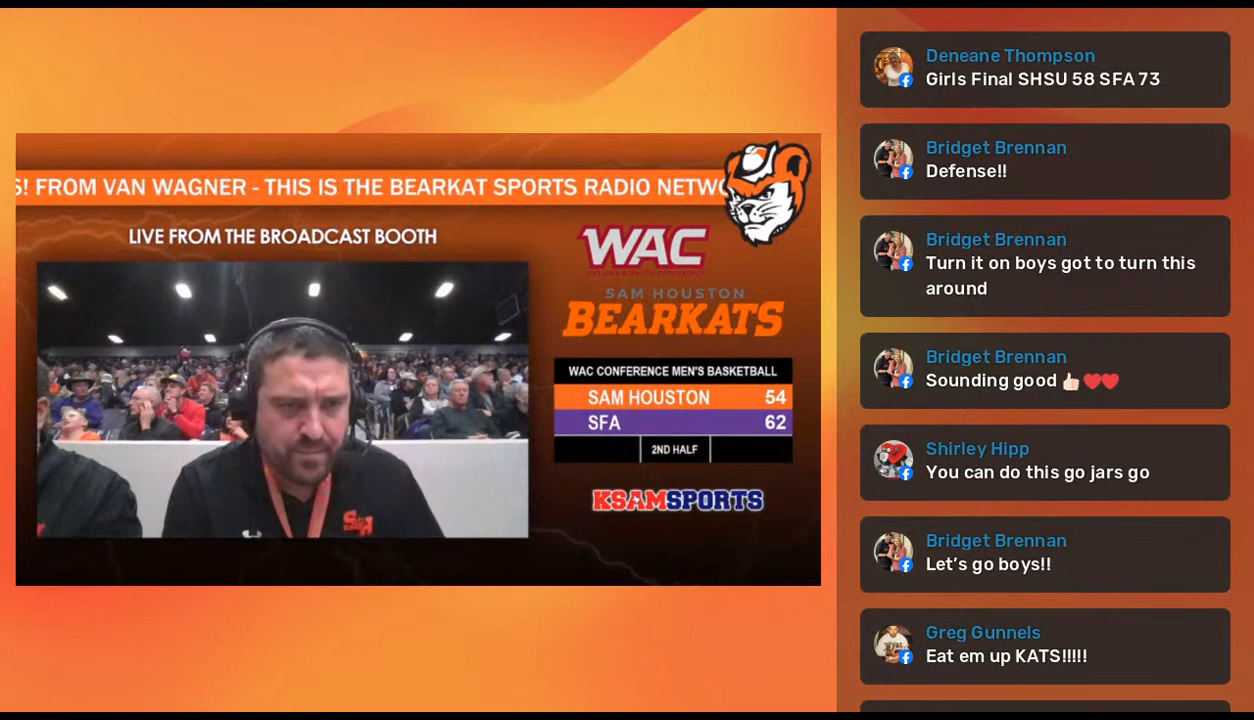 S! FROM VAN WAGNER - THIS IS THE BEARKAT SPORTS RADIO NETWO
LIVE FROM THE BROADCAST BOOTH
WAC
SAM HOUSTON
BEARKATS
WAC CONFERENCE MEN'S BASKETBALL
SAM HOUSTON 54
SFA 62
2ND HALF
KSAMSPORTS
SH
Deneane Thompson
Girls Final SHSU 58 SFA 73
Bridget Brennan
Defense!!
Bridget Brennan
Turn it on boys got to turn this
around
Bridget Brennan
Sounding good 👍🏻❤️❤️
Shirley Hipp
You can do this go jars go
Bridget Brennan
Let’s go boys!!
Greg Gunnels
Eat em up KATS!!!!!